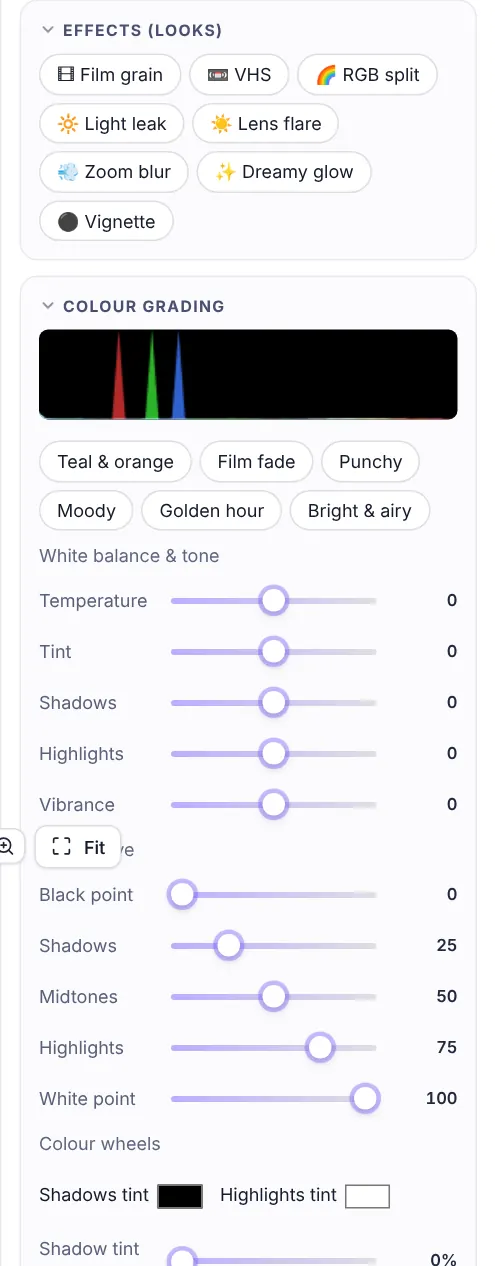 EFFECTS (LOOKS)
Film grain VHS RGB split
Light leak Lens flare
Zoom blur Dreamy glow
Vignette
COLOUR GRADING
Teal & orange Film fade Punchy
Moody Golden hour Bright & airy
White balance & tone
Temperature 0
Tint 0
Shadows 0
Highlights 0
Vibrance 0
Fit
Black point 0
Shadows 25
Midtones 50
Highlights 75
White point 100
Colour wheels
Shadows tint Highlights tint
Shadow tint 0%